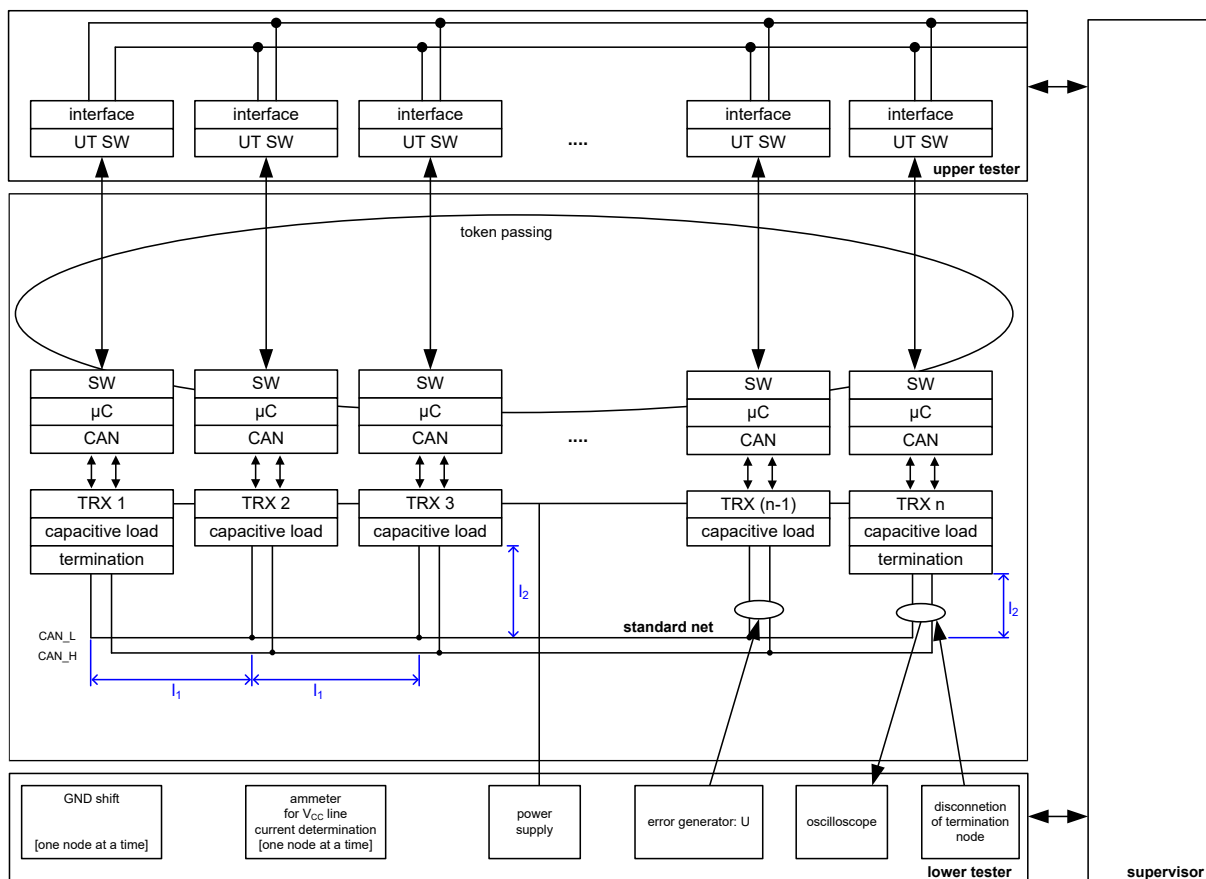 interface
interface
interface
interface
interface
UT SW
UT SW
UT SW
....
UT SW
UT SW
upper tester
token passing
SW
SW
SW
SW
SW
µC
µC
µC
µC
µC
CAN
CAN
CAN
....
CAN
CAN
TRX 1
TRX 2
TRX 3
TRX (n-1)
TRX n
capacitive load
capacitive load
capacitive load
capacitive load
capacitive load
termination
termination
l₂
l₂
CAN_L
standard net
CAN_H
l₁
l₁
GND shift
[one node at a time]
ammeter
for V_CC line
current determination
[one node at a time]
power
supply
error generator: U
oscilloscope
disconnetion
of termination
node
lower tester
supervisor